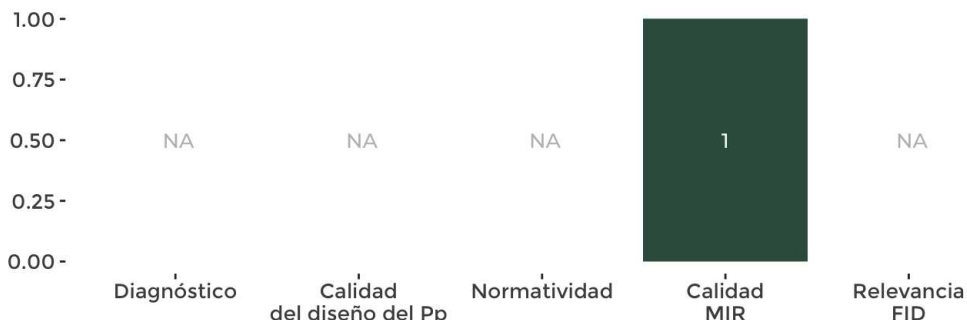 1.00
0.75
0.50
0.25
0.00
NA
NA
NA
1
NA
Diagnóstico
Calidad
del diseño del Pp
Normatividad
Calidad
MIR
Relevancia
FID